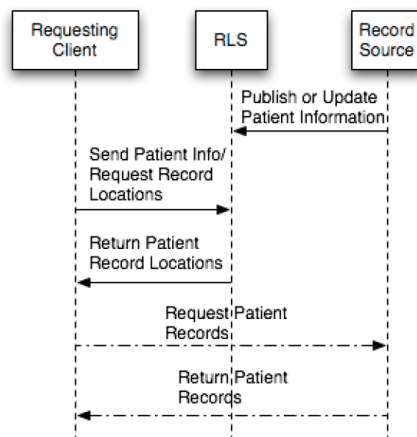 Requesting
Client
RLS
Record
Source
Publish or Update
Patient Information
Send Patient Info/
Request Record
Locations
Return Patient
Record Locations
Request Patient
Records
Return Patient
Records